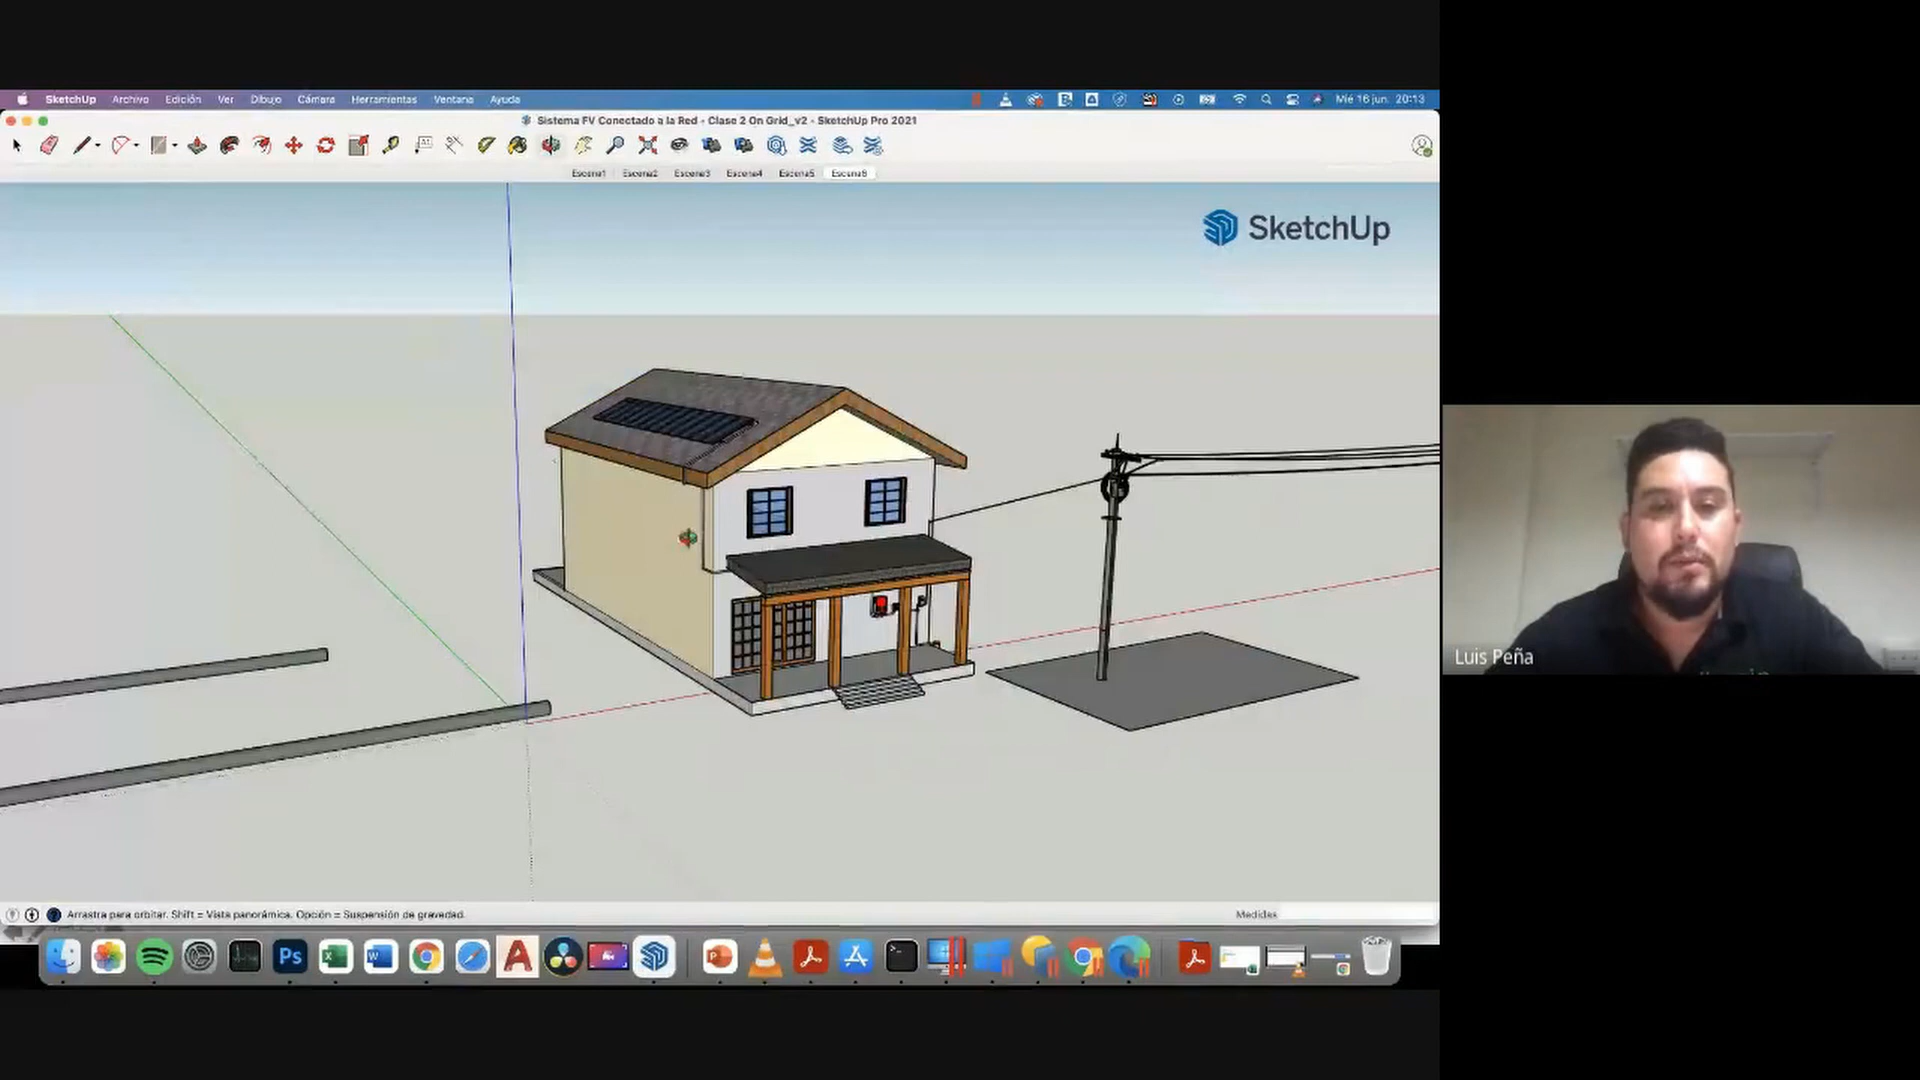 SketchUp Archivo Edición Ver Dibujo Cámara Herramientas Ventana Ayuda Mié 16 jun. 20:13
Sistema FV Conectado a la Red - Clase 2 On Grid_v2 - SketchUp Pro 2021
Escena1 Escena2 Escena3 Escena4 Escena5 Escena6
SketchUp
Luis Peña
Arrastra para orbitar. Shift = Vista panorámica. Opción = Suspensión de gravedad. Medidas
Ps